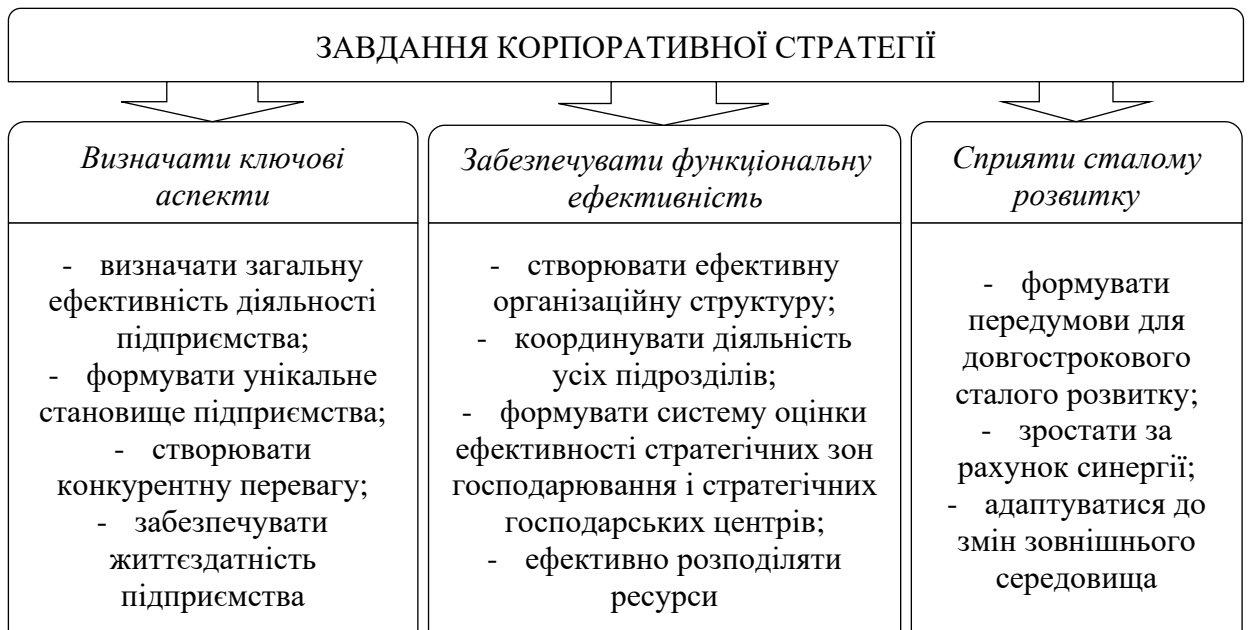 ЗАВДАННЯ КОРПОРАТИВНОЇ СТРАТЕГІЇ
Визначати ключові
аспекти
- визначати загальну
ефективність діяльності
підприємства;
- формувати унікальне
становище підприємства;
- створювати
конкурентну перевагу;
- забезпечувати
життєздатність
підприємства
Забезпечувати функціональну
ефективність
- створювати ефективну
організаційну структуру;
- координувати діяльність
усіх підрозділів;
- формувати систему оцінки
ефективності стратегічних зон
господарювання і стратегічних
господарських центрів;
- ефективно розподіляти
ресурси
Сприяти сталому
розвитку
- формувати
передумови для
довгострокового
сталого розвитку;
- зростати за
рахунок синергії;
- адаптуватися до
змін зовнішнього
середовища